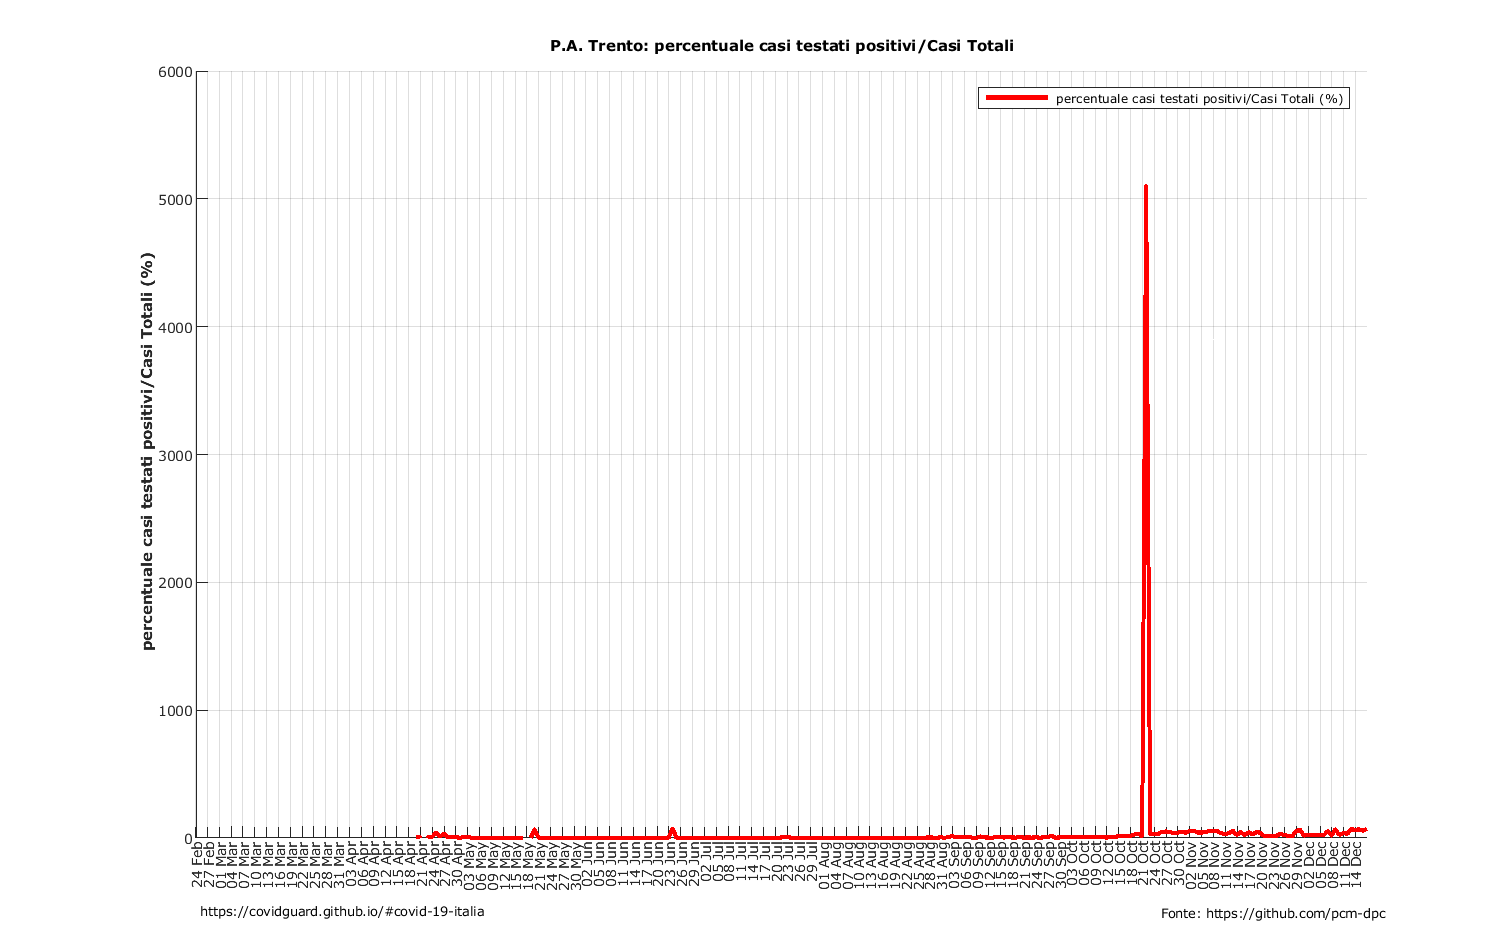 P.A. Trento: percentuale casi testati positivi/Casi Totali
percentuale casi testati positivi/Casi Totali (%)
6000
5000
4000
3000
2000
1000
0
percentuale casi testati positivi/Casi Totali (%)
24 Feb
27 Feb
01 Mar
04 Mar
07 Mar
10 Mar
13 Mar
16 Mar
19 Mar
22 Mar
25 Mar
28 Mar
31 Mar
03 Apr
06 Apr
09 Apr
12 Apr
15 Apr
18 Apr
21 Apr
24 Apr
27 Apr
30 Apr
03 May
06 May
09 May
12 May
15 May
18 May
21 May
24 May
27 May
30 May
02 Jun
05 Jun
08 Jun
11 Jun
14 Jun
17 Jun
20 Jun
23 Jun
26 Jun
29 Jun
02 Jul
05 Jul
08 Jul
11 Jul
14 Jul
17 Jul
20 Jul
23 Jul
26 Jul
29 Jul
01 Aug
04 Aug
07 Aug
10 Aug
13 Aug
16 Aug
19 Aug
22 Aug
25 Aug
28 Aug
31 Aug
03 Sep
06 Sep
09 Sep
12 Sep
15 Sep
18 Sep
21 Sep
24 Sep
27 Sep
30 Sep
03 Oct
06 Oct
09 Oct
12 Oct
15 Oct
18 Oct
21 Oct
24 Oct
27 Oct
30 Oct
02 Nov
05 Nov
08 Nov
11 Nov
14 Nov
17 Nov
20 Nov
23 Nov
26 Nov
29 Nov
02 Dec
05 Dec
08 Dec
11 Dec
14 Dec
https://covidguard.github.io/#covid-19-italia
Fonte: https://github.com/pcm-dpc